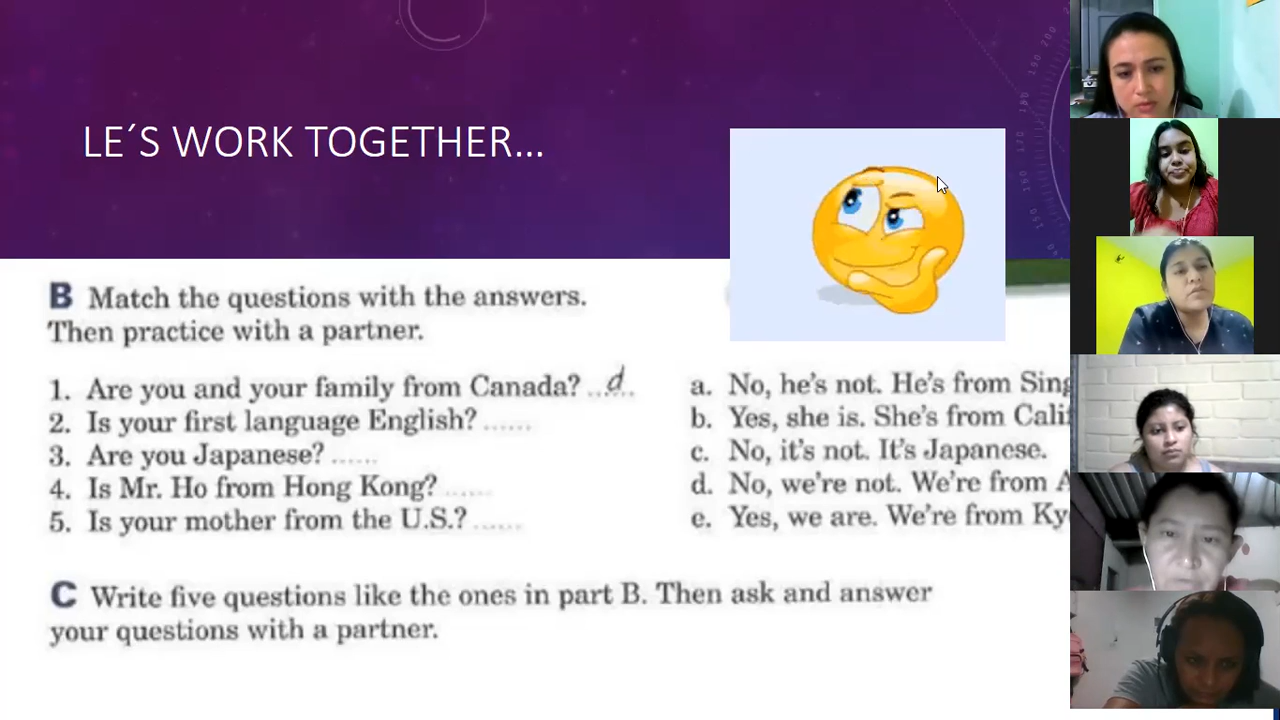 LE´S WORK TOGETHER...
B Match the questions with the answers.
Then practice with a partner.
1. Are you and your family from Canada? ...d...
2. Is your first language English? ......
3. Are you Japanese? ......
4. Is Mr. Ho from Hong Kong? ......
5. Is your mother from the U.S.? ......
a. No, he's not. He's from
b. Yes, she is. She's from
c. No, it's not. It's Japanese.
d. No, we're not. We're from
e. Yes, we are. We're from
C Write five questions like the ones in part B. Then ask and answer
your questions with a partner.